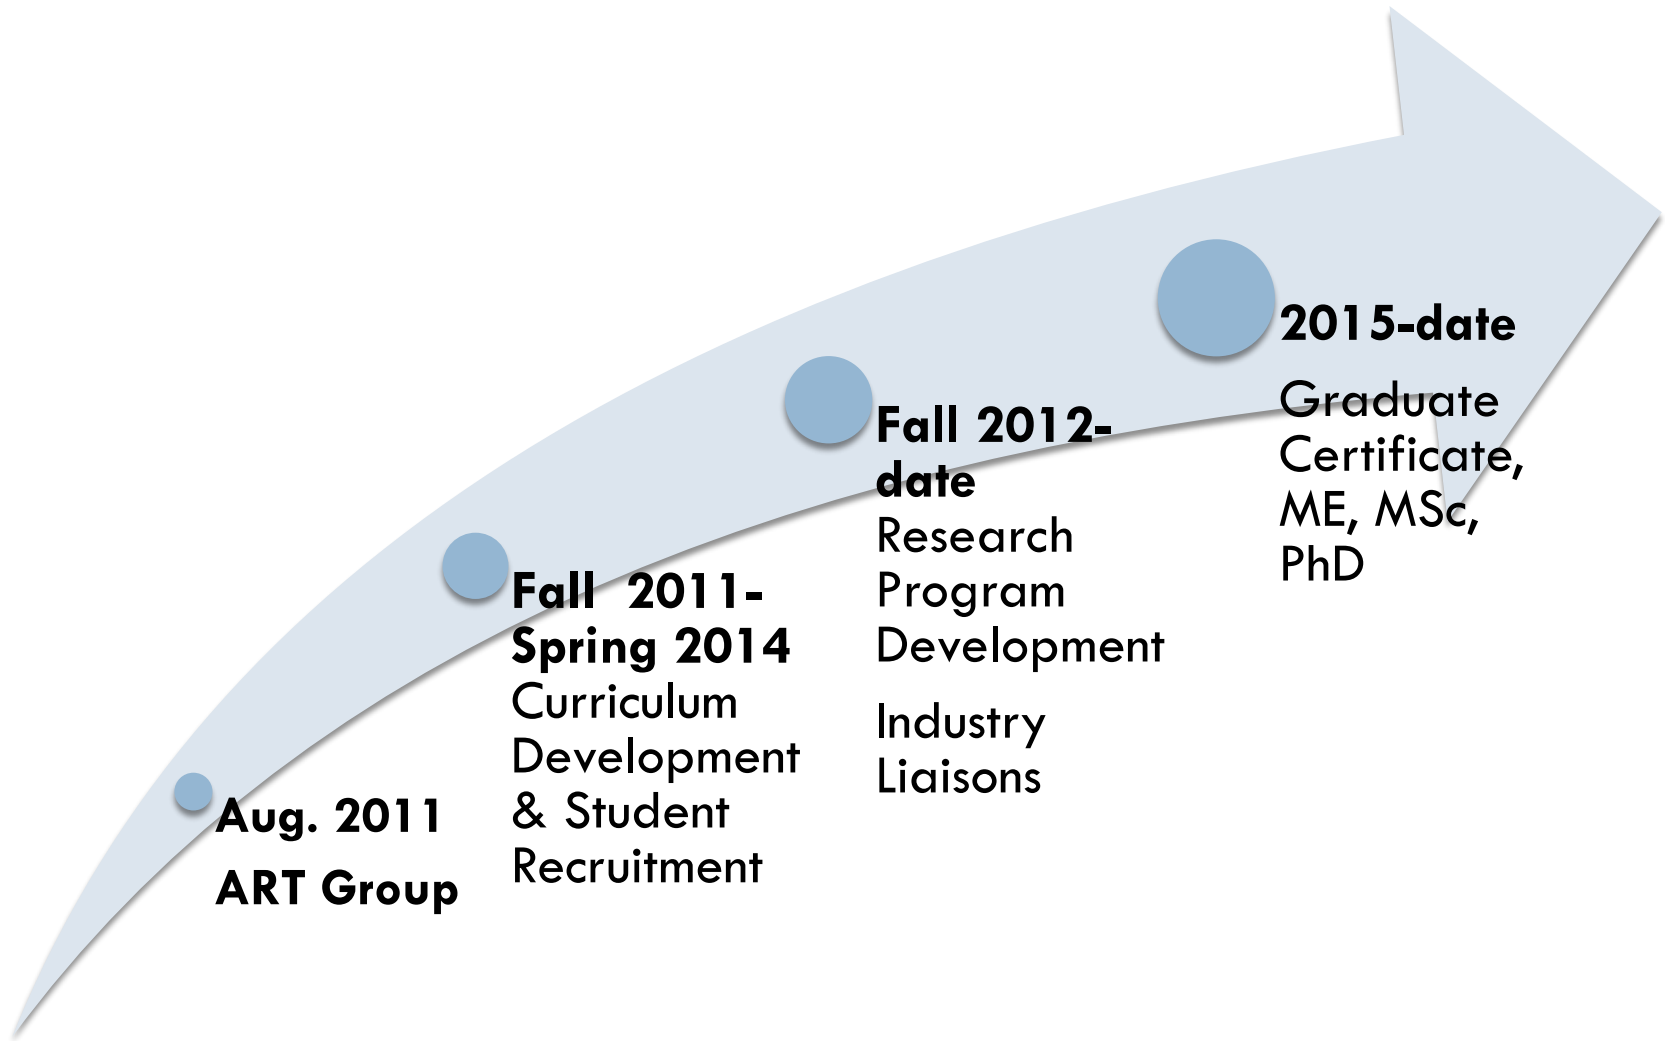 Aug. 2011
ART Group
Fall  2011-
Spring 2014
Curriculum
Development
& Student
Recruitment
Fall 2012-
date
Research
Program
Development
Industry
Liaisons
2015-date
Graduate
Certificate,
ME, MSc,
PhD